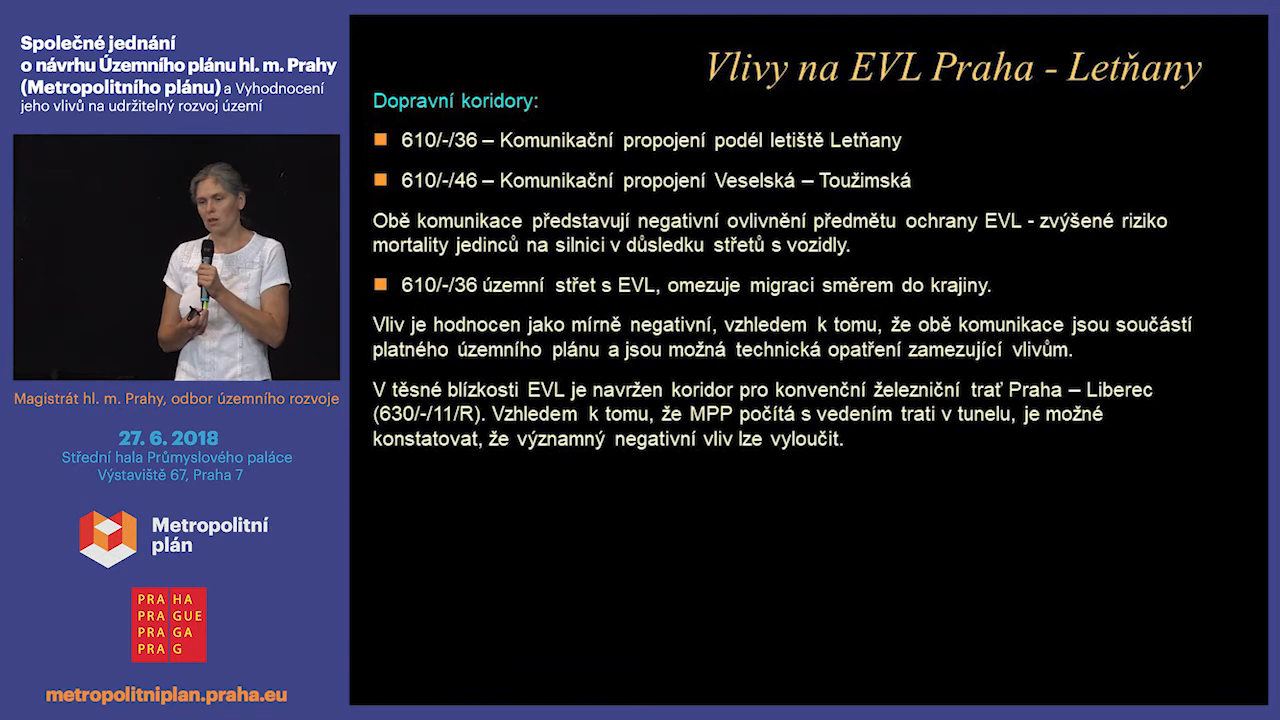 Společné jednání
o návrhu Územního plánu hl. m. Prahy
(Metropolitního plánu) a Vyhodnocení
jeho vlivů na udržitelný rozvoj území
Magistrát hl. m. Prahy, odbor územního rozvoje
27. 6. 2018
Střední hala Průmyslového paláce
Výstaviště 67, Praha 7
Metropolitní
plán
PRA HA
PRA GUE
PRA GA
PRA G
metropolitniplan.praha.eu
Vlivy na EVL Praha - Letňany
Dopravní koridory:
610/-/36 – Komunikační propojení podél letiště Letňany
610/-/46 – Komunikační propojení Veselská – Toužimská
Obě komunikace představují negativní ovlivnění předmětu ochrany EVL - zvýšené riziko
mortality jedinců na silnici v důsledku střetů s vozidly.
610/-/36 územní střet s EVL, omezuje migraci směrem do krajiny.
Vliv je hodnocen jako mírně negativní, vzhledem k tomu, že obě komunikace jsou součástí
platného územního plánu a jsou možná technická opatření zamezující vlivům.
V těsné blízkosti EVL je navržen koridor pro konvenční železniční trať Praha – Liberec
(630/-/11/R). Vzhledem k tomu, že MPP počítá s vedením trati v tunelu, je možné
konstatovat, že významný negativní vliv lze vyloučit.